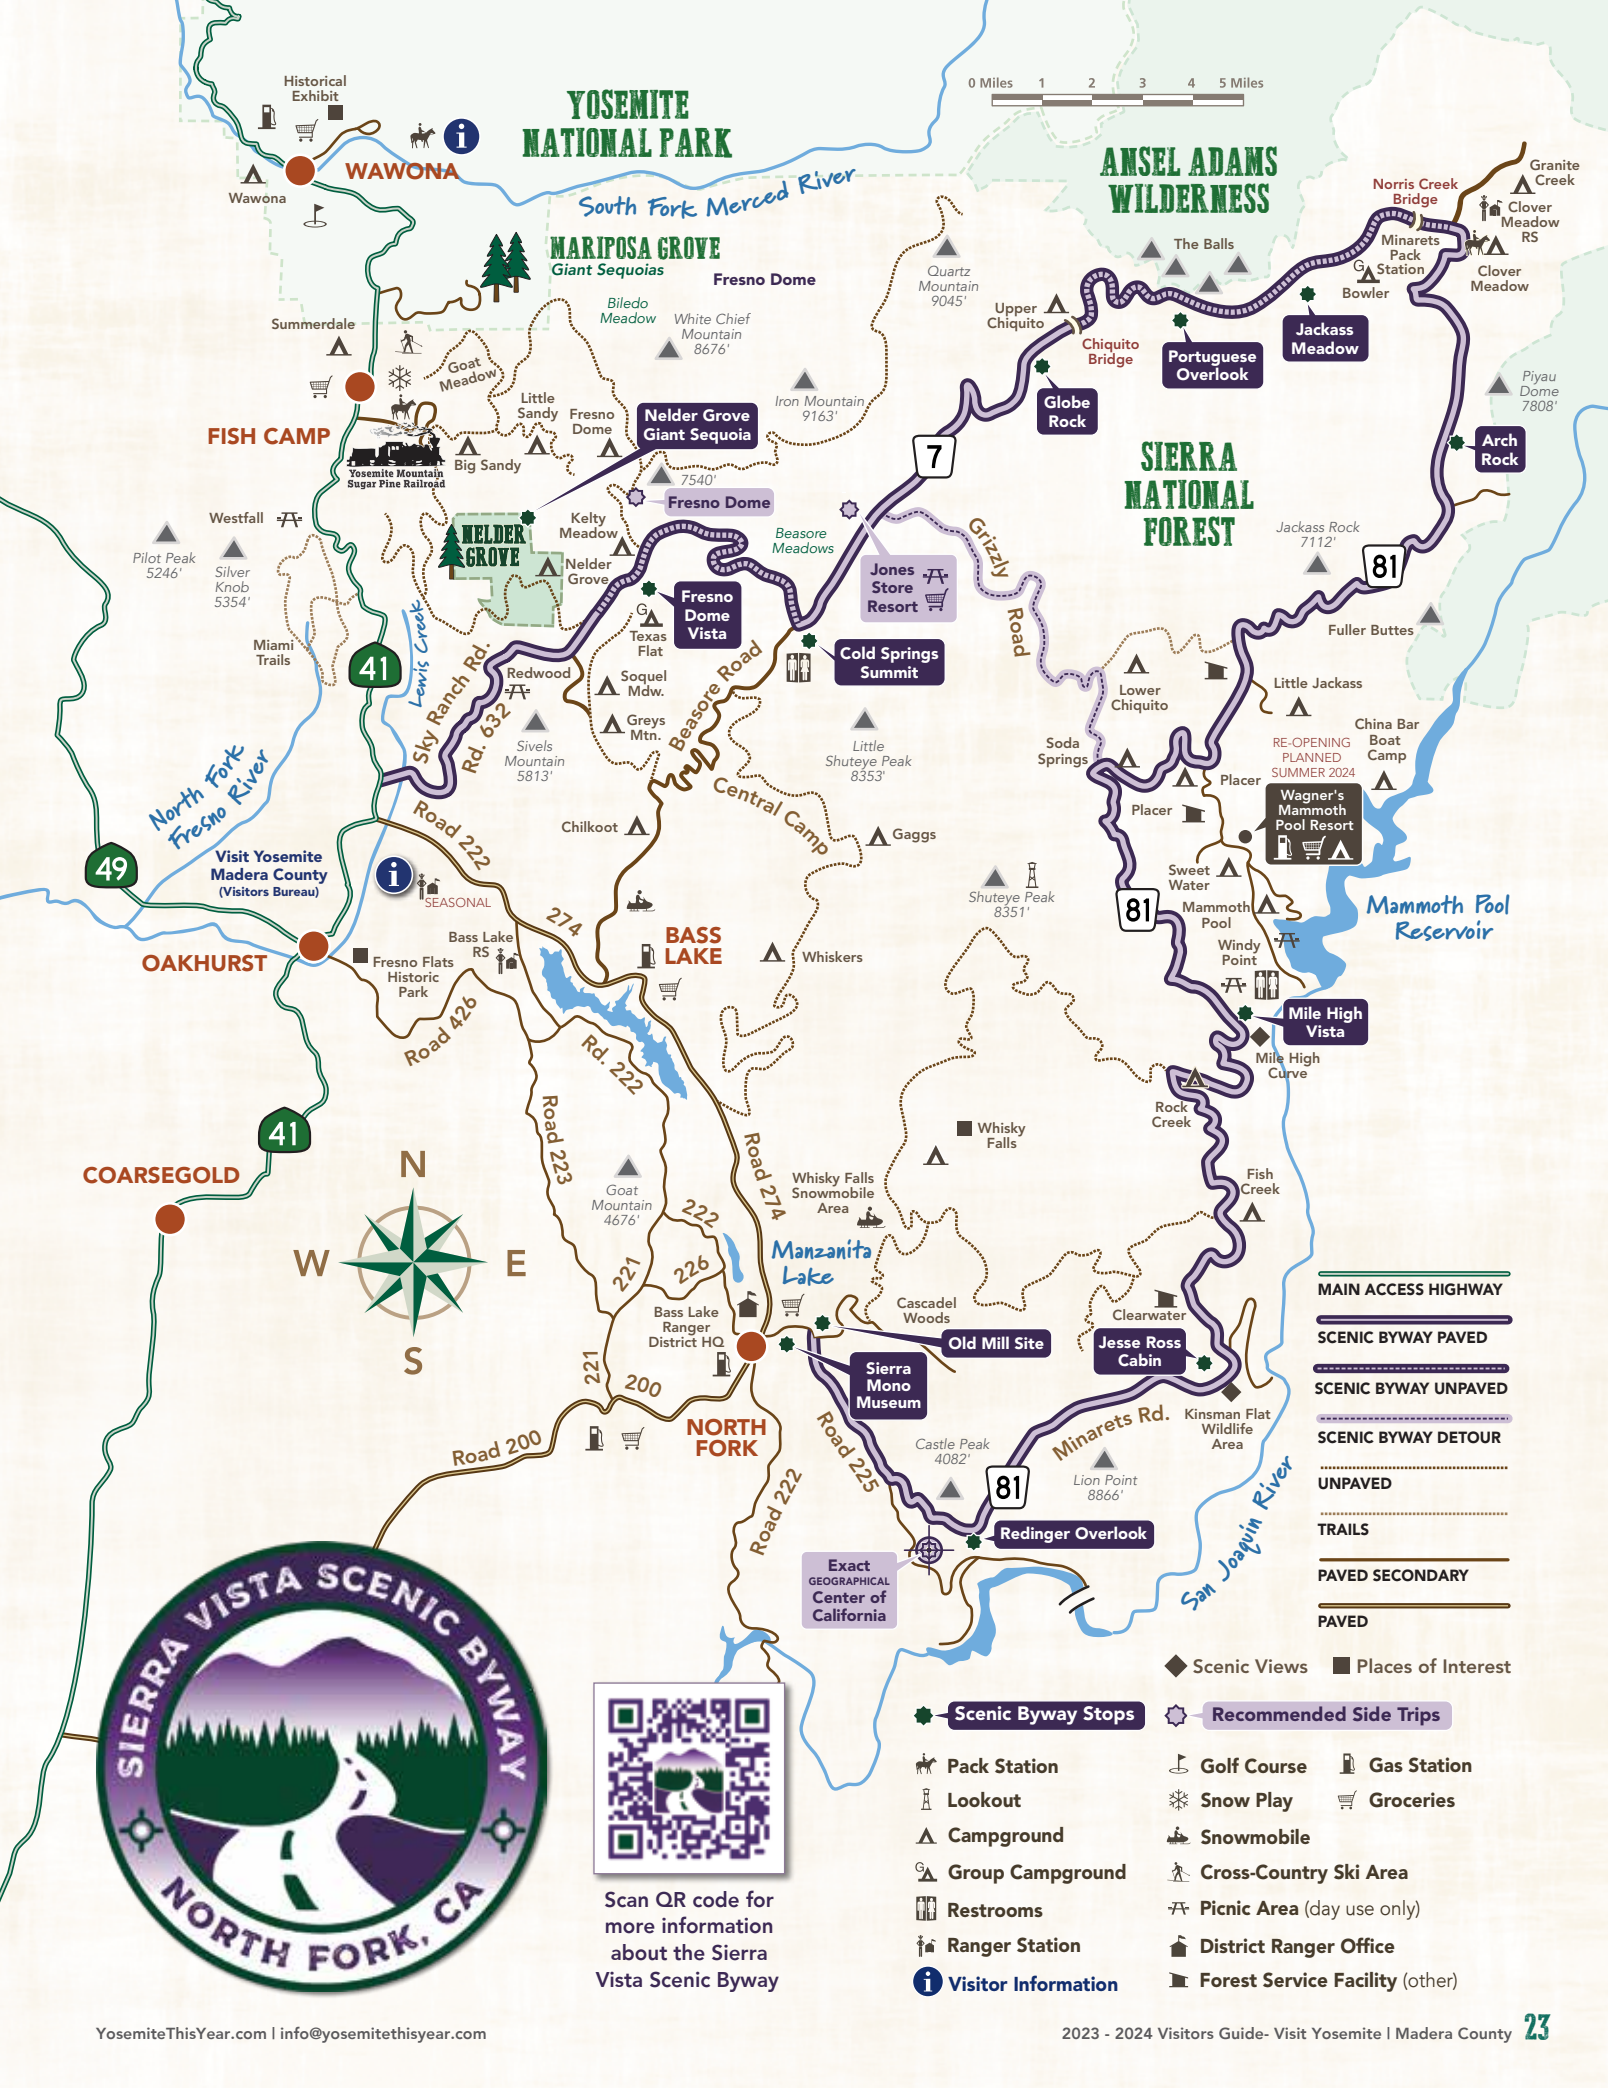 Historical
Exhibit
WAWONA
Wawona
YOSEMITE
NATIONAL PARK
South Fork Merced River
MARIPOSA GROVE
Giant Sequoias
Fresno Dome
Biledo
Meadow
White Chief
Mountain
8676'
0 Miles 1 2 3 4 5 Miles
ANSEL ADAMS
WILDERNESS
The Balls
Quartz
Mountain
9045'
Upper
Chiquito
Chiquito
Bridge
Portuguese
Overlook
Jackass
Meadow
Norris Creek
Bridge
Granite
Creek
Clover
Meadow
RS
Minarets
Pack
Station
G
Bowler
Clover
Meadow
Piyau
Dome
7808'
Arch
Rock
Summerdale
Goat
Meadow
FISH CAMP
Yosemite Mountain
Sugar Pine Railroad
Little
Sandy
Fresno
Dome
Big Sandy
Nelder Grove
Giant Sequoia
Iron Mountain
9163'
7540'
Fresno Dome
Globe
Rock
7
SIERRA
NATIONAL
FOREST
Jackass Rock
7112'
81
Fuller Buttes
Westfall
Pilot Peak
5246'
Silver
Knob
5354'
Miami
Trails
41
Lewis Creek
NELDER
GROVE
Kelty
Meadow
Nelder
Grove
Beasore
Meadows
Jones
Store
Resort
Grizzly
Road
Fresno
Dome
Vista
G
Texas
Flat
Cold Springs
Summit
Sky Ranch Rd.
Rd. 632
Redwood
Soquel
Mdw.
Greys
Mtn.
Beasore Road
Sivels
Mountain
5813'
Little
Shuteye Peak
8353'
Lower
Chiquito
Little Jackass
Soda
Springs
RE-OPENING
PLANNED
SUMMER 2024
China Bar
Boat
Camp
Placer
Placer
Wagner's
Mammoth
Pool Resort
North Fork
Fresno River
Road 222
Chilkoot
Central Camp
Gaggs
49
Visit Yosemite
Madera County
(Visitors Bureau)
SEASONAL
274
Sweet
Water
Shuteye Peak
8351'
81
Mammoth
Pool
Mammoth Pool
Reservoir
Windy
Point
OAKHURST
Fresno Flats
Historic
Park
Bass Lake
RS
BASS
LAKE
Whiskers
Road 426
Rd. 222
Mile High
Vista
Mile High
Curve
Rock
Creek
41
COARSEGOLD
N
W
E
S
Road 223
Goat
Mountain
4676'
Road 274
Whisky
Falls
Whisky Falls
Snowmobile
Area
Fish
Creek
222
221
226
Manzanita
Lake
Bass Lake
Ranger
District HQ
Cascadel
Woods
Old Mill Site
Clearwater
Jesse Ross
Cabin
Sierra
Mono
Museum
221
200
Road 200
NORTH
FORK
Road 225
Minarets Rd.
Kinsman Flat
Wildlife
Area
Castle Peak
4082'
Lion Point
8866'
81
Redinger Overlook
Road 222
Exact
GEOGRAPHICAL
Center of
California
San Joaquin River
MAIN ACCESS HIGHWAY
SCENIC BYWAY PAVED
SCENIC BYWAY UNPAVED
SCENIC BYWAY DETOUR
UNPAVED
TRAILS
PAVED SECONDARY
PAVED
Scenic Views
Places of Interest
Scenic Byway Stops
Recommended Side Trips
Pack Station
Golf Course
Gas Station
Lookout
Snow Play
Groceries
Campground
Snowmobile
G
Group Campground
Cross-Country Ski Area
Restrooms
Picnic Area (day use only)
Ranger Station
District Ranger Office
Visitor Information
Forest Service Facility (other)
SIERRA VISTA SCENIC BYWAY
NORTH FORK, CA
Scan QR code for
more information
about the Sierra
Vista Scenic Byway
YosemiteThisYear.com | info@yosemitethisyear.com
2023 - 2024 Visitors Guide- Visit Yosemite | Madera County 23